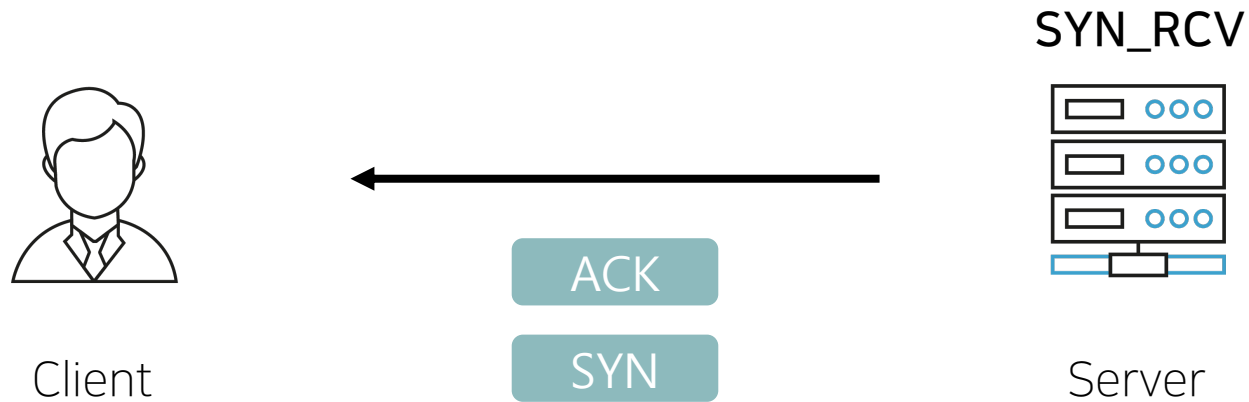 SYN_RCV
ACK
SYN
Client
Server